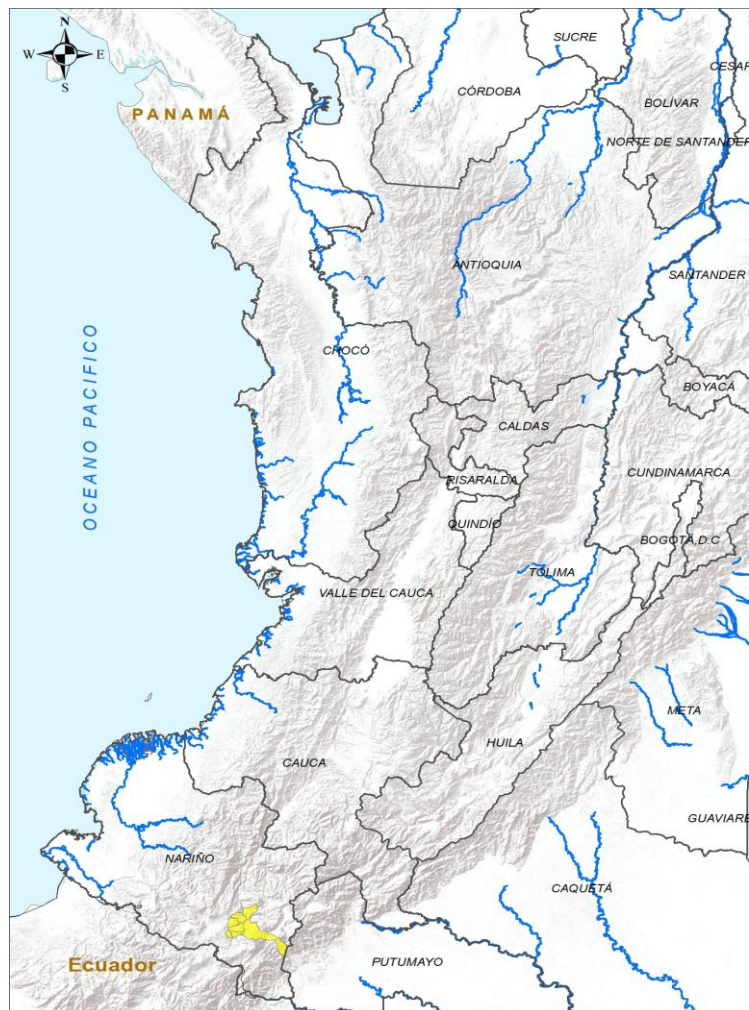 N
W E
S
SUCRE
CESAR
CÓRDOBA
BOLÍVAR
PANAMÁ
NORTE DE SANTANDER
ANTIOQUIA
SANTANDER
CHOCÓ
OCEANO PACIFICO
BOYACÁ
CALDAS
CUNDINAMARCA
RISARALDA
QUINDÍO
BOGOTÁ,D.C
TOLIMA
VALLE DEL CAUCA
META
HUILA
CAUCA
GUAVIARE
NARIÑO
CAQUETÁ
Ecuador
PUTUMAYO